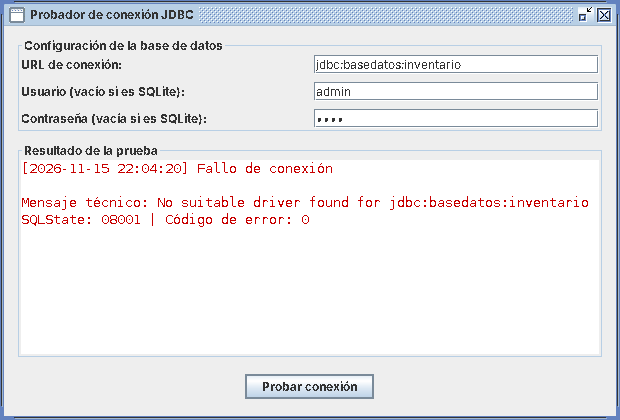 Probador de conexión JDBC
Configuración de la base de datos
URL de conexión: jdbc:basedatos:inventario
Usuario (vacío si es SQLite): admin
Contraseña (vacía si es SQLite): ••••
Resultado de la prueba
[2026-11-15 22:04:20] Fallo de conexión
Mensaje técnico: No suitable driver found for jdbc:basedatos:inventario
SQLState: 08001 | Código de error: 0
Probar conexión